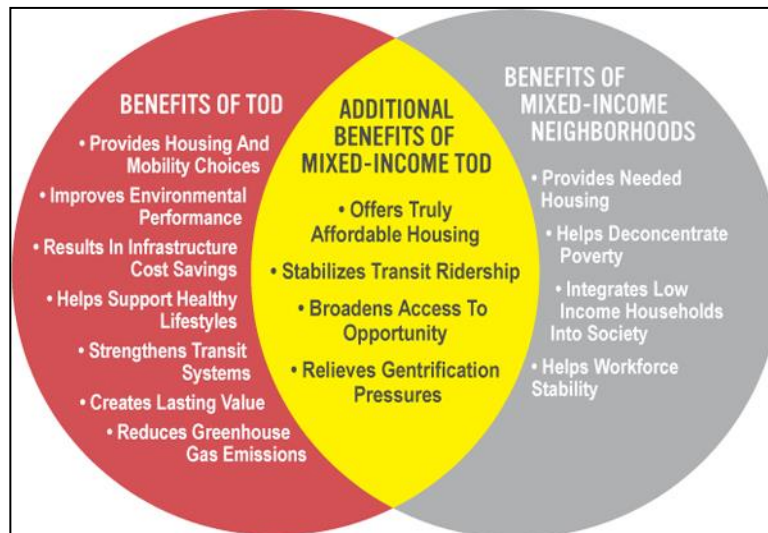 BENEFITS OF TOD
• Provides Housing And
Mobility Choices
• Improves Environmental
Performance
• Results In Infrastructure
Cost Savings
• Helps Support Healthy
Lifestyles
• Strengthens Transit
Systems
• Creates Lasting Value
• Reduces Greenhouse
Gas Emissions
ADDITIONAL
BENEFITS OF
MIXED-INCOME TOD
• Offers Truly
Affordable Housing
• Stabilizes Transit Ridership
• Broadens Access To
Opportunity
• Relieves Gentrification
Pressures
BENEFITS OF
MIXED-INCOME
NEIGHBORHOODS
• Provides Needed
Housing
• Helps Deconcentrate
Poverty
• Integrates Low
Income Households
Into Society
• Helps Workforce
Stability